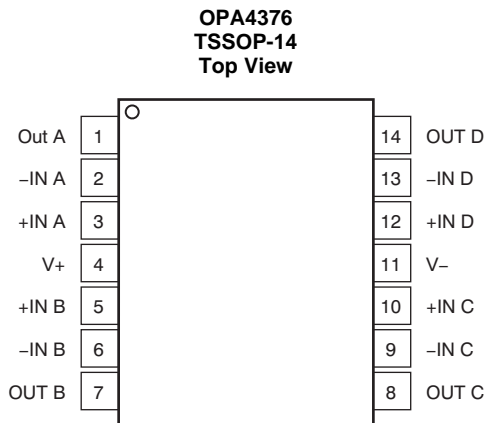 OPA4376
TSSOP-14
Top View
Out A 1 14 OUT D
−IN A 2 13 −IN D
+IN A 3 12 +IN D
V+ 4 11 V−
+IN B 5 10 +IN C
−IN B 6 9 −IN C
OUT B 7 8 OUT C